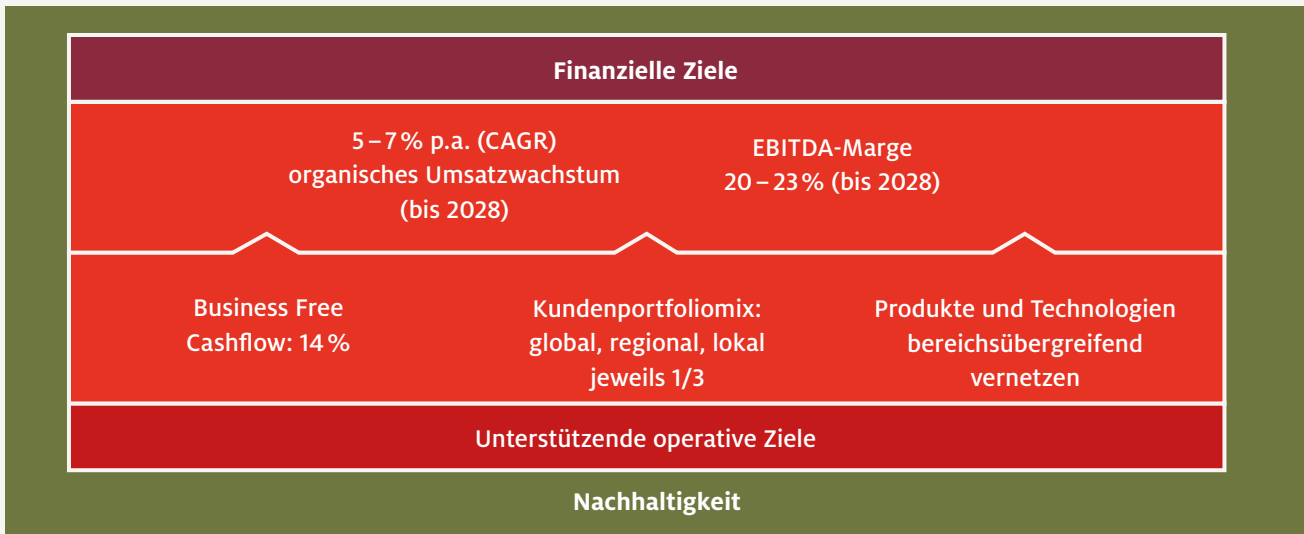 Finanzielle Ziele
5 – 7 % p.a. (CAGR)
organisches Umsatzwachstum
(bis 2028)
EBITDA-Marge
20 – 23 % (bis 2028)
Business Free
Cashflow: 14 %
Kundenportfoliomix:
global, regional, lokal
jeweils 1/3
Produkte und Technologien
bereichsübergreifend
vernetzen
Unterstützende operative Ziele
Nachhaltigkeit